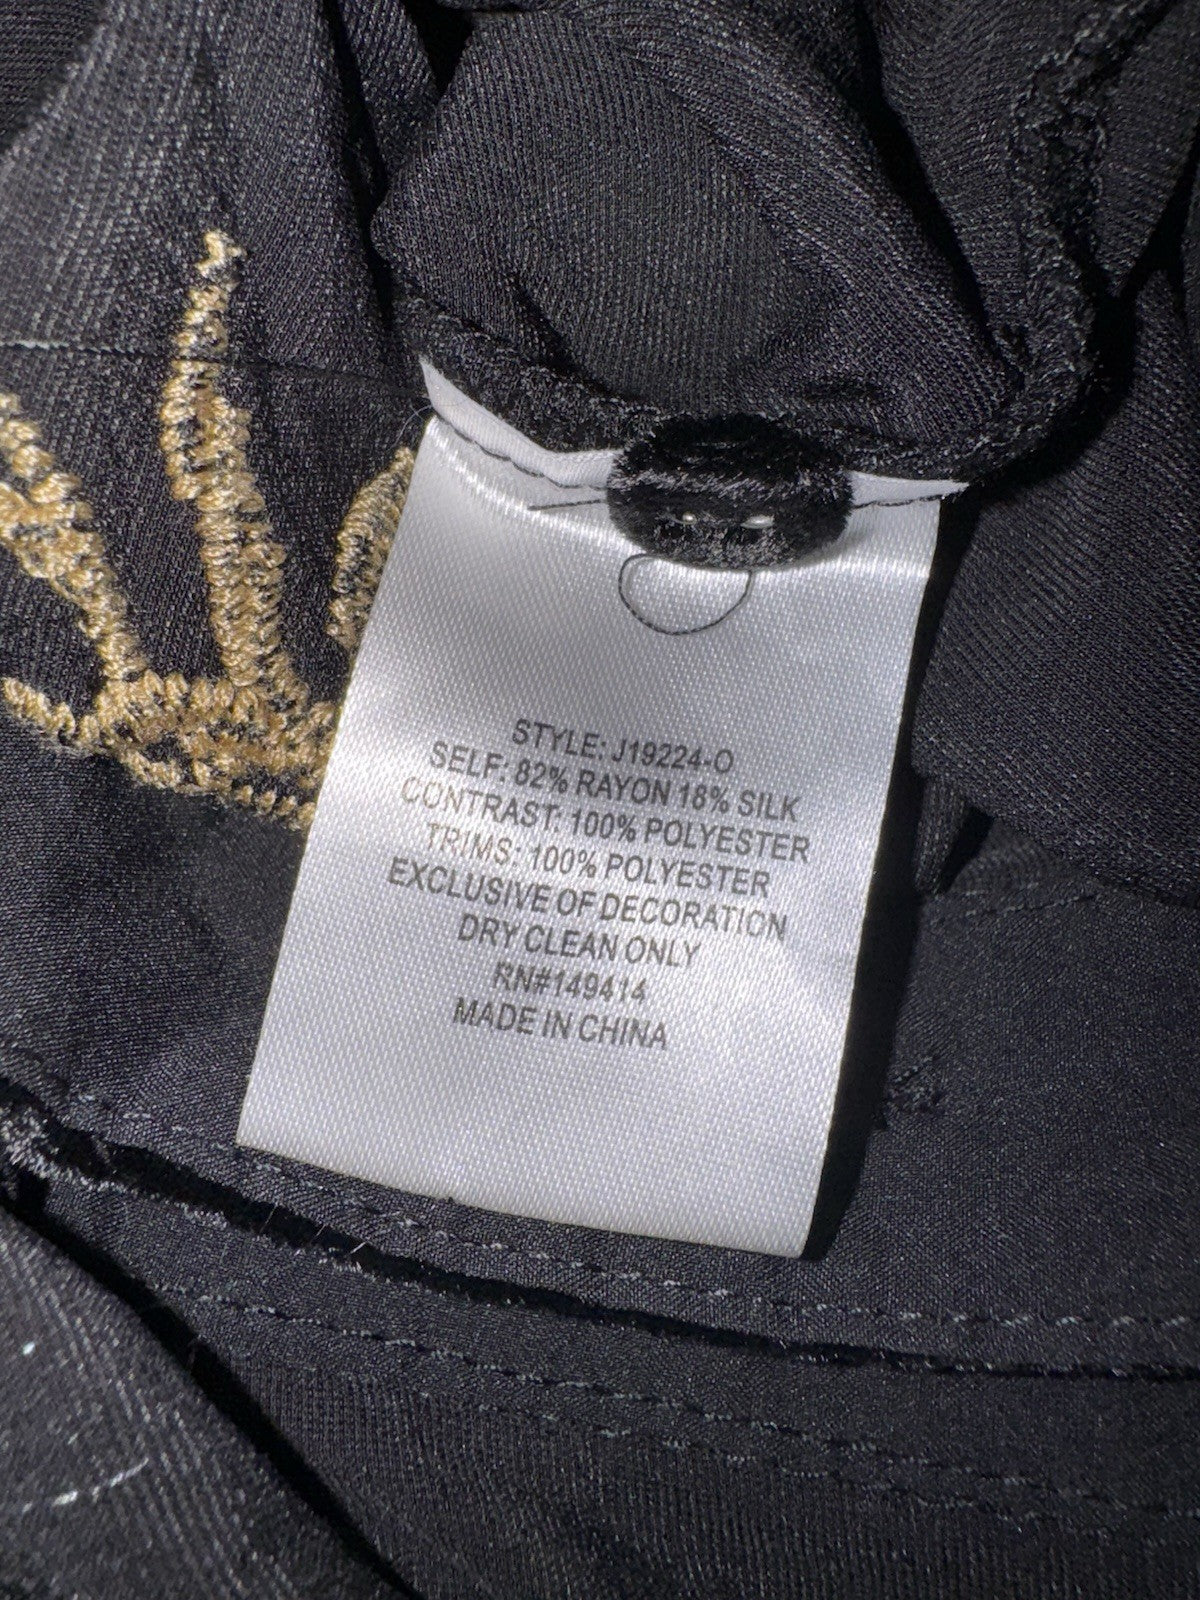 STYLE: J19224-O
SELF: 82% RAYON 18% SILK
CONTRAST: 100% POLYESTER
TRIMS: 100% POLYESTER
EXCLUSIVE OF DECORATION
DRY CLEAN ONLY
RN#149414
MADE IN CHINA